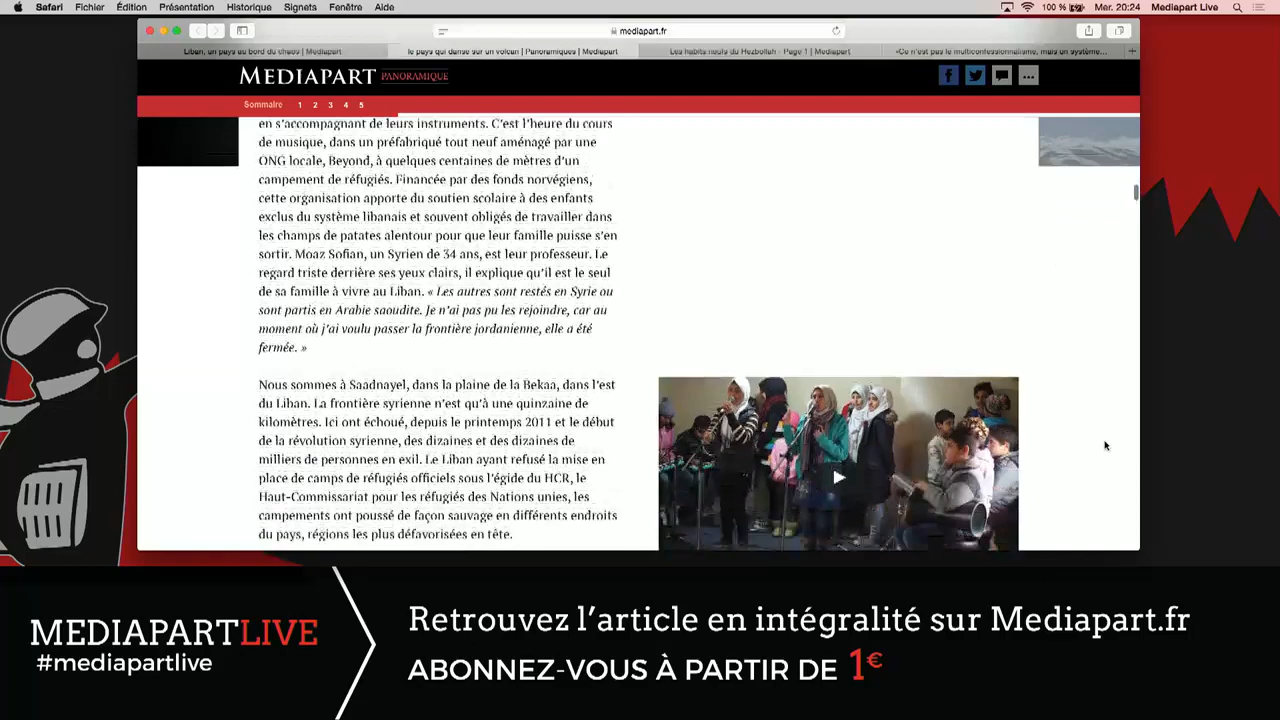 Safari Fichier Édition Présentation Historique Signets Fenêtre Aide 100 % Mer. 20:24 Mediapart Live
mediapart.fr
Liban, un pays au bord du chaos | Mediapart
le pays qui danse sur un volcan | Panoramiques | Mediapart
Les habits neufs du Hezbollah - Page 1 | Mediapart
«Ce n'est pas le multiconfessionnalisme, mais un système...
MEDIAPART PANORAMIQUE
Sommaire 1 2 3 4 5
en s'accompagnant de leurs instruments. C'est l'heure du cours
de musique, dans un préfabriqué tout neuf aménagé par une
ONG locale, Beyond, à quelques centaines de mètres d'un
campement de réfugiés. Financée par des fonds norvégiens,
cette organisation apporte du soutien scolaire à des enfants
exclus du système libanais et souvent obligés de travailler dans
les champs de patates alentour pour que leur famille puisse s'en
sortir. Moaz Sofian, un Syrien de 34 ans, est leur professeur. Le
regard triste derrière ses yeux clairs, il explique qu'il est le seul
de sa famille à vivre au Liban. « Les autres sont restés en Syrie ou
sont partis en Arabie saoudite. Je n'ai pas pu les rejoindre, car au
moment où j'ai voulu passer la frontière jordanienne, elle a été
fermée. »
Nous sommes à Saadnayel, dans la plaine de la Bekaa, dans l'est
du Liban. La frontière syrienne n'est qu'à une quinzaine de
kilomètres. Ici ont échoué, depuis le printemps 2011 et le début
de la révolution syrienne, des dizaines et des dizaines de
milliers de personnes en exil. Le Liban ayant refusé la mise en
place de camps de réfugiés officiels sous l'égide du HCR, le
Haut-Commissariat pour les réfugiés des Nations unies, les
campements ont poussé de façon sauvage en différents endroits
du pays, régions les plus défavorisées en tête.
MEDIAPARTLIVE
#mediapartlive
Retrouvez l'article en intégralité sur Mediapart.fr
ABONNEZ-VOUS À PARTIR DE 1€